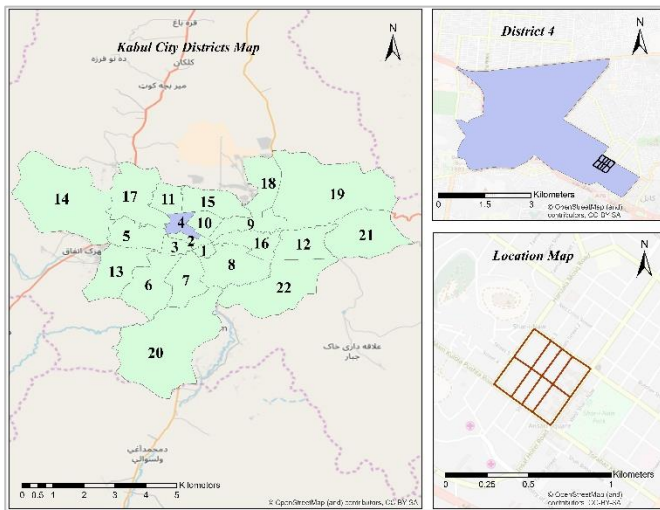 Kabul City Districts Map
N
قره باغ
کلکان
ده نو فرزه
میر بچه کوت
14
17
11
15
18
19
4
10
9
5
2
3
1
16
12
21
شهرک اتفاق
13
6
7
8
22
20
علاقه داری خاک
جبار
ولسوالي
0 0.5 1 2 3 4 5
Kilometers
© OpenStreetMap (and) contributors, CC-BY-SA
District 4
N
کابل
0 1.5 3
Kilometers
© OpenStreetMap (and)
contributors, CC-BY-SA
Location Map
N
0 0.25 0.5 1
Kilometers
© OpenStreetMap (and)
contributors, CC-BY-SA